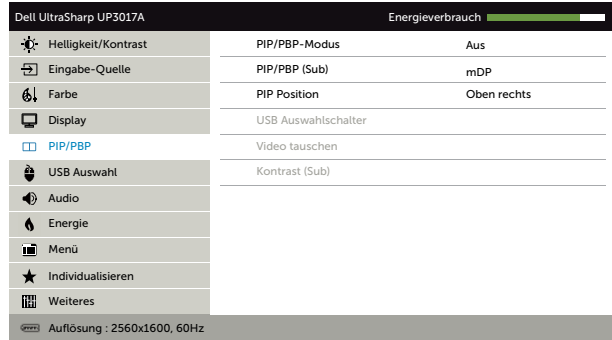 Dell UltraSharp UP3017A Energieverbrauch
Helligkeit/Kontrast PIP/PBP-Modus Aus
Eingabe-Quelle PIP/PBP (Sub) mDP
Farbe PIP Position Oben rechts
Display USB Auswahlschalter
PIP/PBP Video tauschen
USB Auswahl Kontrast (Sub)
Audio
Energie
Menü
Individualisieren
Weiteres
Auflösung : 2560x1600, 60Hz